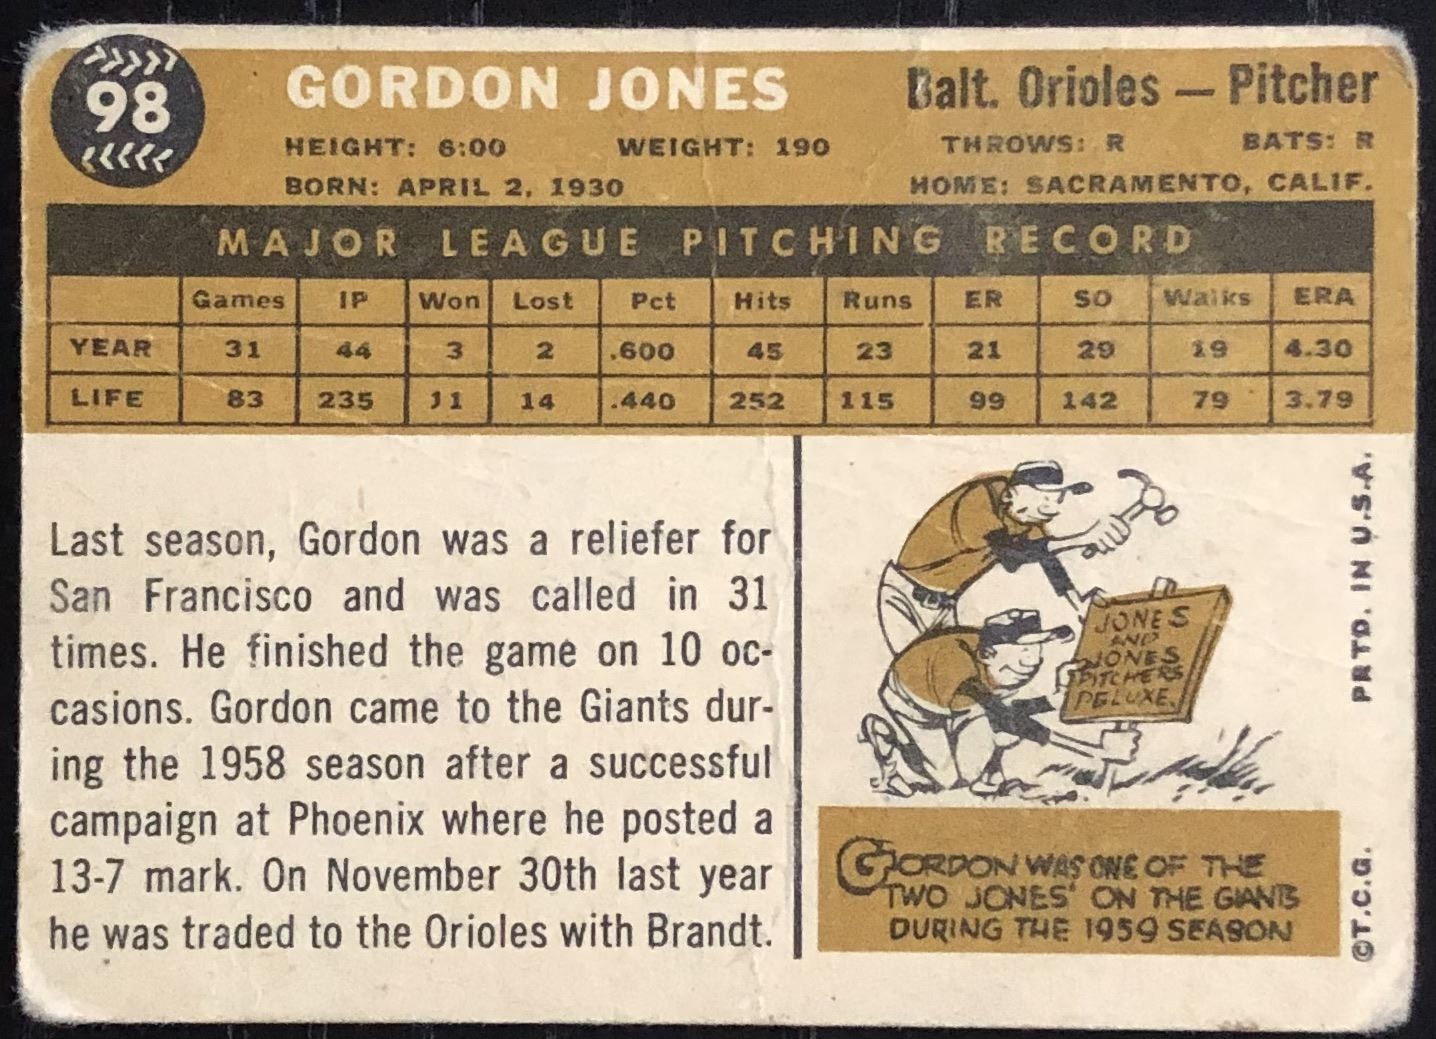 98
GORDON JONES
Balt. Orioles — Pitcher
HEIGHT: 6:00 WEIGHT: 190 THROWS: R BATS: R
BORN: APRIL 2, 1930 HOME: SACRAMENTO, CALIF.
MAJOR LEAGUE PITCHING RECORD
Games IP Won Lost Pct Hits Runs ER SO Walks ERA
YEAR 31 44 3 2 .600 45 23 21 29 19 4.30
LIFE 83 235 11 14 .440 252 115 99 142 79 3.79
Last season, Gordon was a reliefer for
San Francisco and was called in 31
times. He finished the game on 10 oc-
casions. Gordon came to the Giants dur-
ing the 1958 season after a successful
campaign at Phoenix where he posted a
13-7 mark. On November 30th last year
he was traded to the Orioles with Brandt.
JONES
AND
JONES
PITCHERS
DELUXE.
GORDON WAS ONE OF THE
TWO JONES' ON THE GIANTS
DURING THE 1959 SEASON
©T.C.G. PRTD. IN U.S.A.